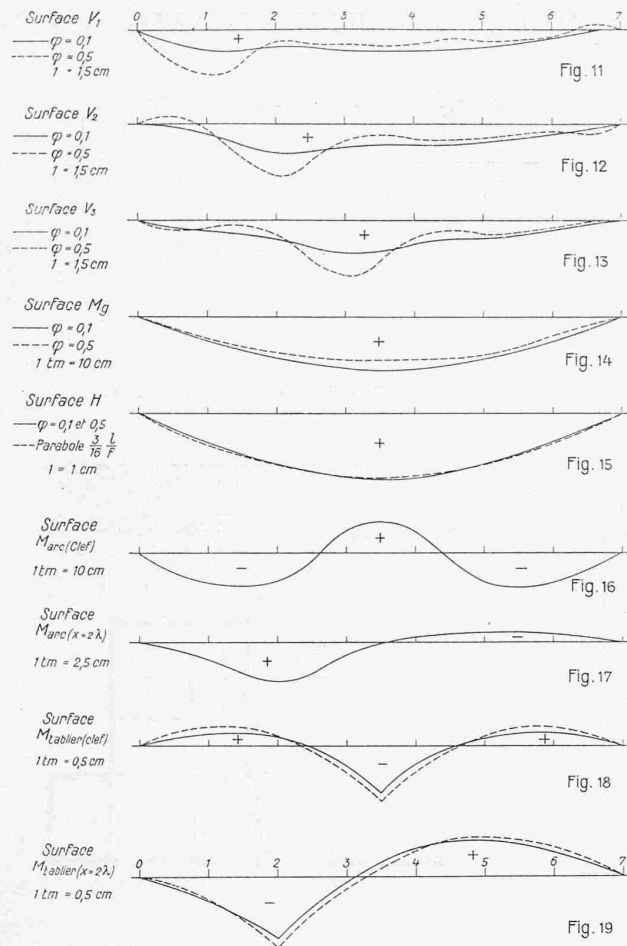 Surface V₁
φ = 0,1
φ = 0,5
1 = 1,5 cm
0 1 2 3 4 5 6 7
+
Fig. 11
Surface V₂
φ = 0,1
φ = 0,5
1 = 1,5 cm
+
Fig. 12
Surface V₃
φ = 0,1
φ = 0,5
1 = 1,5 cm
+
Fig. 13
Surface Mg
φ = 0,1
φ = 0,5
1 tm = 10 cm
+
Fig. 14
Surface H
φ = 0,1 et 0,5
Parabole 3/16 l/f
1 = 1 cm
+
Fig. 15
Surface
M arc (Clef)
1 tm = 10 cm
− + −
Fig. 16
Surface
M arc (x = 2λ)
1 tm = 2,5 cm
+ −
Fig. 17
Surface
M tablier (clef)
1 tm = 0,5 cm
+ − +
Fig. 18
Surface
M tablier (x = 2λ)
1 tm = 0,5 cm
0 1 2 3 4 5 6 7
− +
Fig. 19